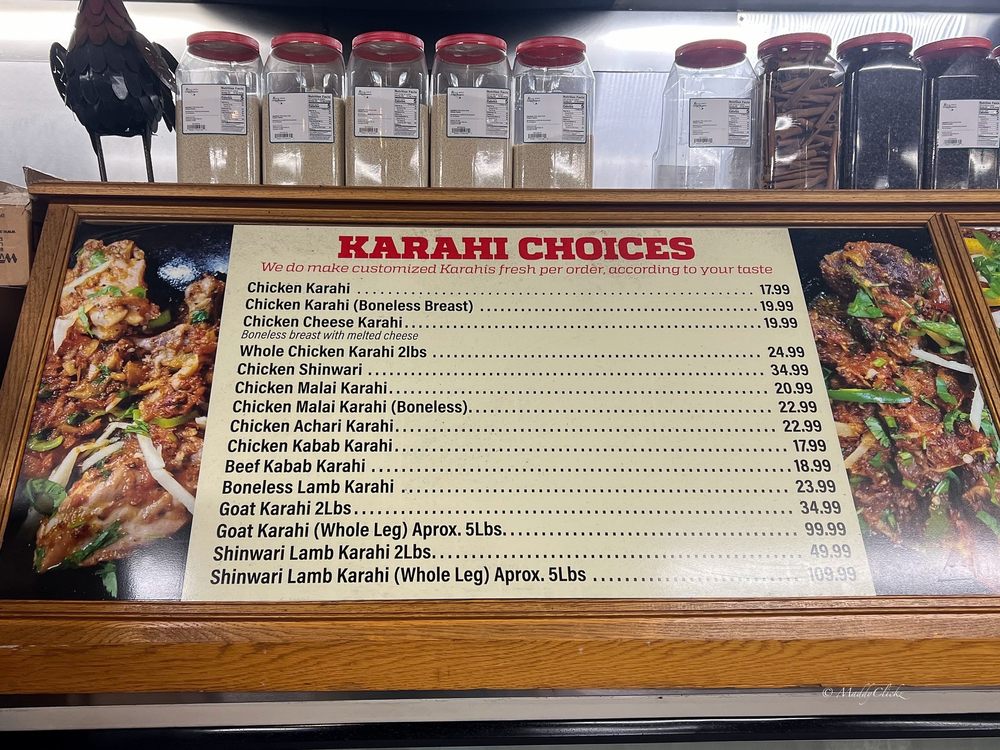 KARAHI CHOICES
We do make customized Karahis fresh per order, according to your taste
Chicken Karahi 17.99
Chicken Karahi (Boneless Breast) 19.99
Chicken Cheese Karahi 19.99
Boneless breast with melted cheese
Whole Chicken Karahi 2lbs 24.99
Chicken Shinwari 34.99
Chicken Malai Karahi 20.99
Chicken Malai Karahi (Boneless) 22.99
Chicken Achari Karahi 22.99
Chicken Kabab Karahi 17.99
Beef Kabab Karahi 18.99
Boneless Lamb Karahi 23.99
Goat Karahi 2Lbs 34.99
Goat Karahi (Whole Leg) Aprox. 5Lbs 99.99
Shinwari Lamb Karahi 2Lbs 49.99
Shinwari Lamb Karahi (Whole Leg) Aprox. 5Lbs 109.99
© MaddyClickz